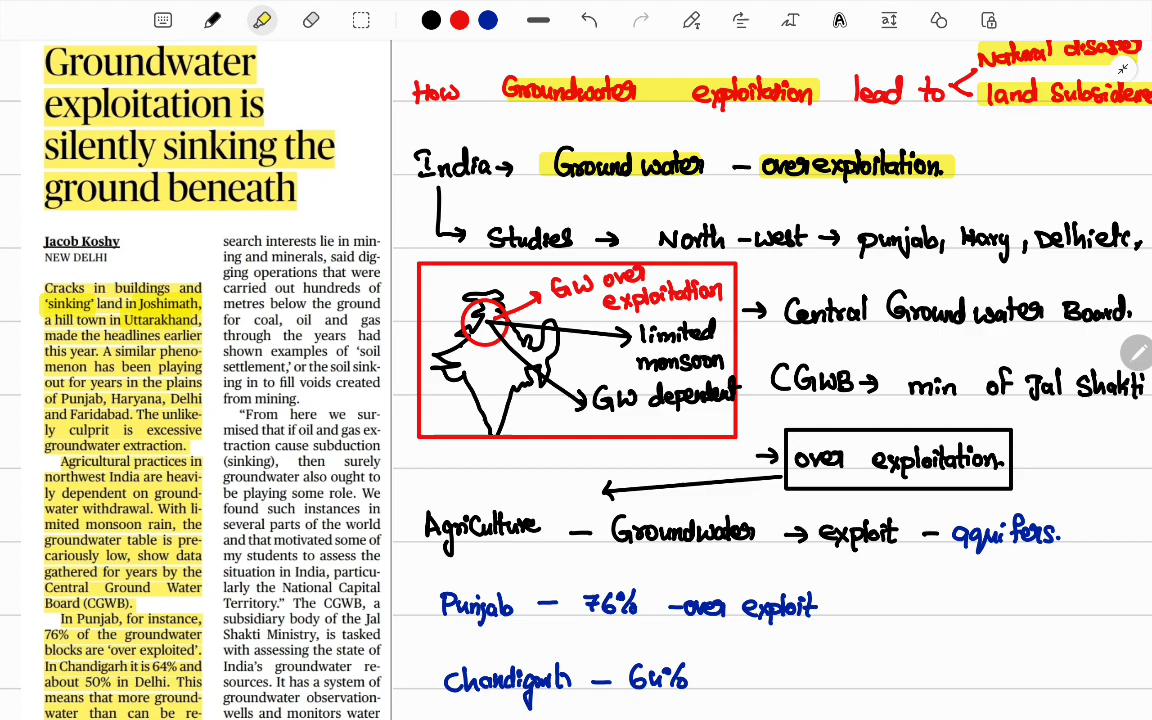 Groundwater
exploitation is
silently sinking the
ground beneath
Jacob Koshy
NEW DELHI
Cracks in buildings and
‘sinking’ land in Joshimath,
a hill town in Uttarakhand,
made the headlines earlier
this year. A similar pheno-
menon has been playing
out for years in the plains
of Punjab, Haryana, Delhi
and Faridabad. The unlike-
ly culprit is excessive
groundwater extraction.
Agricultural practices in
northwest India are heavi-
ly dependent on ground-
water withdrawal. With li-
mited monsoon rain, the
groundwater table is pre-
cariously low, show data
gathered for years by the
Central Ground Water
Board (CGWB).
In Punjab, for instance,
76% of the groundwater
blocks are ‘over exploited’.
In Chandigarh it is 64% and
about 50% in Delhi. This
means that more ground-
water than can be re-
search interests lie in min-
ing and minerals, said dig-
ging operations that were
carried out hundreds of
metres below the ground
for coal, oil and gas
through the years had
shown examples of ‘soil
settlement,’ or the soil sink-
ing in to fill voids created
from mining.
“From here we sur-
mised that if oil and gas ex-
traction cause subduction
(sinking), then surely
groundwater also ought to
be playing some role. We
found such instances in
several parts of the world
and that motivated some of
my students to assess the
situation in India, particu-
larly the National Capital
Territory.” The CGWB, a
subsidiary body of the Jal
Shakti Ministry, is tasked
with assessing the state of
India’s groundwater re-
sources. It has a system of
groundwater observation-
wells and monitors water
Natural disaster
How Groundwater exploitation lead to
land Subsidence
India → Ground water - over exploitation.
Studies → North - west → punjab, Hary, Delhi etc,
GW over
exploitation
limited
monsoon
GW dependent
→ Central Ground water Board.
CGWB → min of Jal Shakti
→ over exploitation.
Agriculture - Groundwater → exploit - aquifers.
Punjab - 76% - over exploit
Chandigarh - 64%